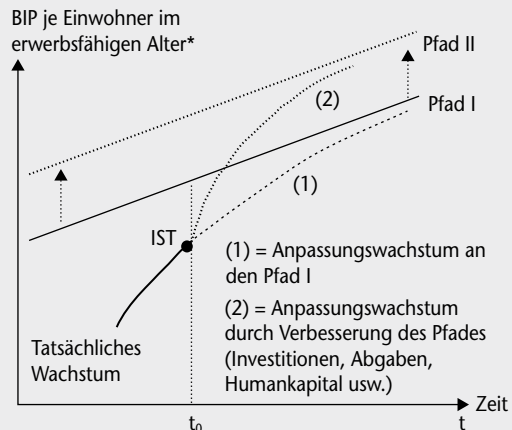 BIP je Einwohner im
erwerbsfähigen Alter*
Pfad II
(2)
Pfad I
(1)
IST
(1) = Anpassungswachstum an
den Pfad I
(2) = Anpassungswachstum
durch Verbesserung des Pfades
(Investitionen, Abgaben,
Humankapital usw.)
Tatsächliches
Wachstum
Zeit
t₀
t